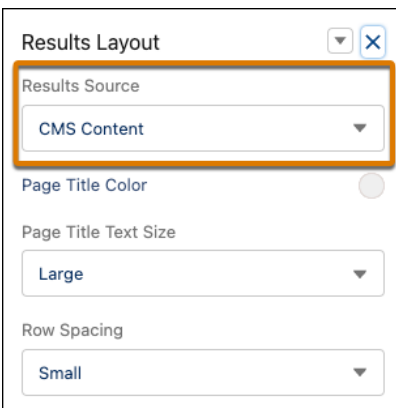 Results Layout
Results Source
CMS Content
Page Title Color
Page Title Text Size
Large
Row Spacing
Small